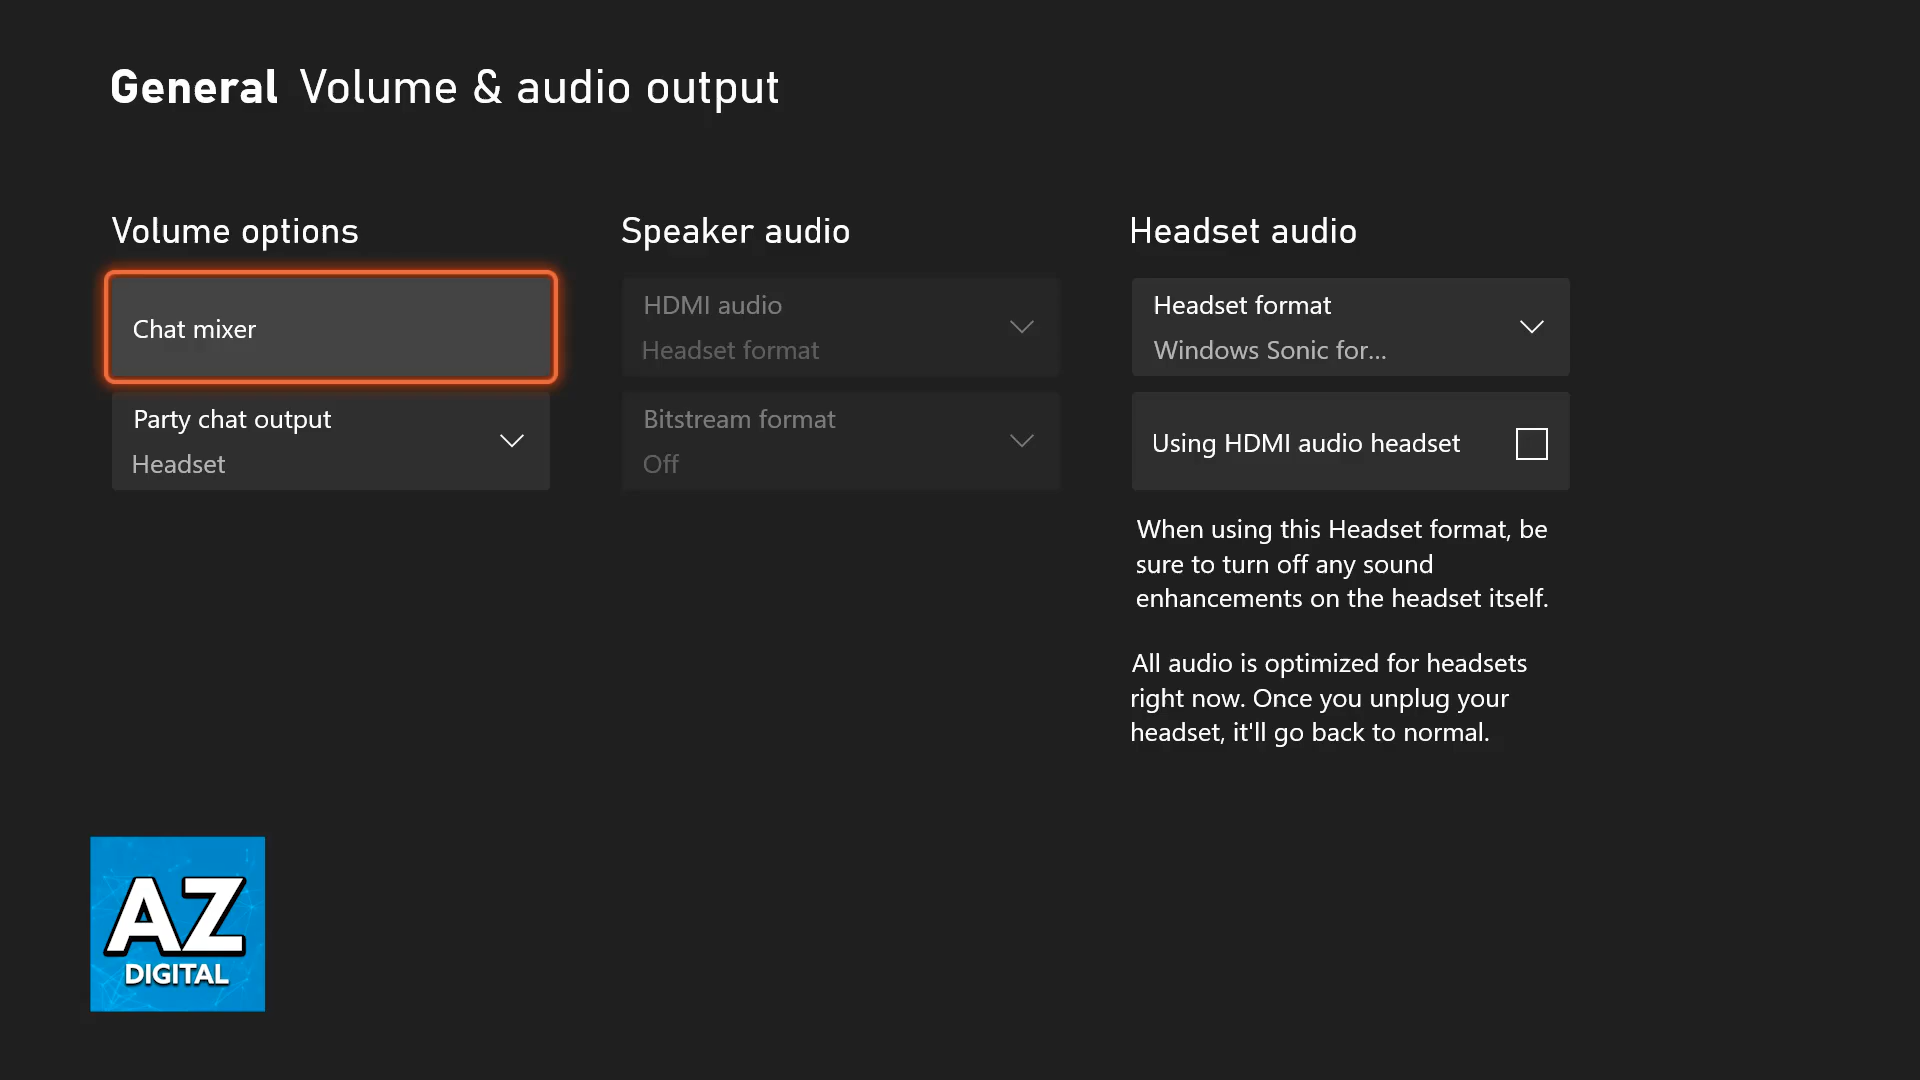 General Volume & audio output
Volume options
Chat mixer
Party chat output
Headset
Speaker audio
HDMI audio
Headset format
Bitstream format
Off
Headset audio
Headset format
Windows Sonic for...
Using HDMI audio headset
When using this Headset format, be
sure to turn off any sound
enhancements on the headset itself.
All audio is optimized for headsets
right now. Once you unplug your
headset, it'll go back to normal.
AZ
DIGITAL